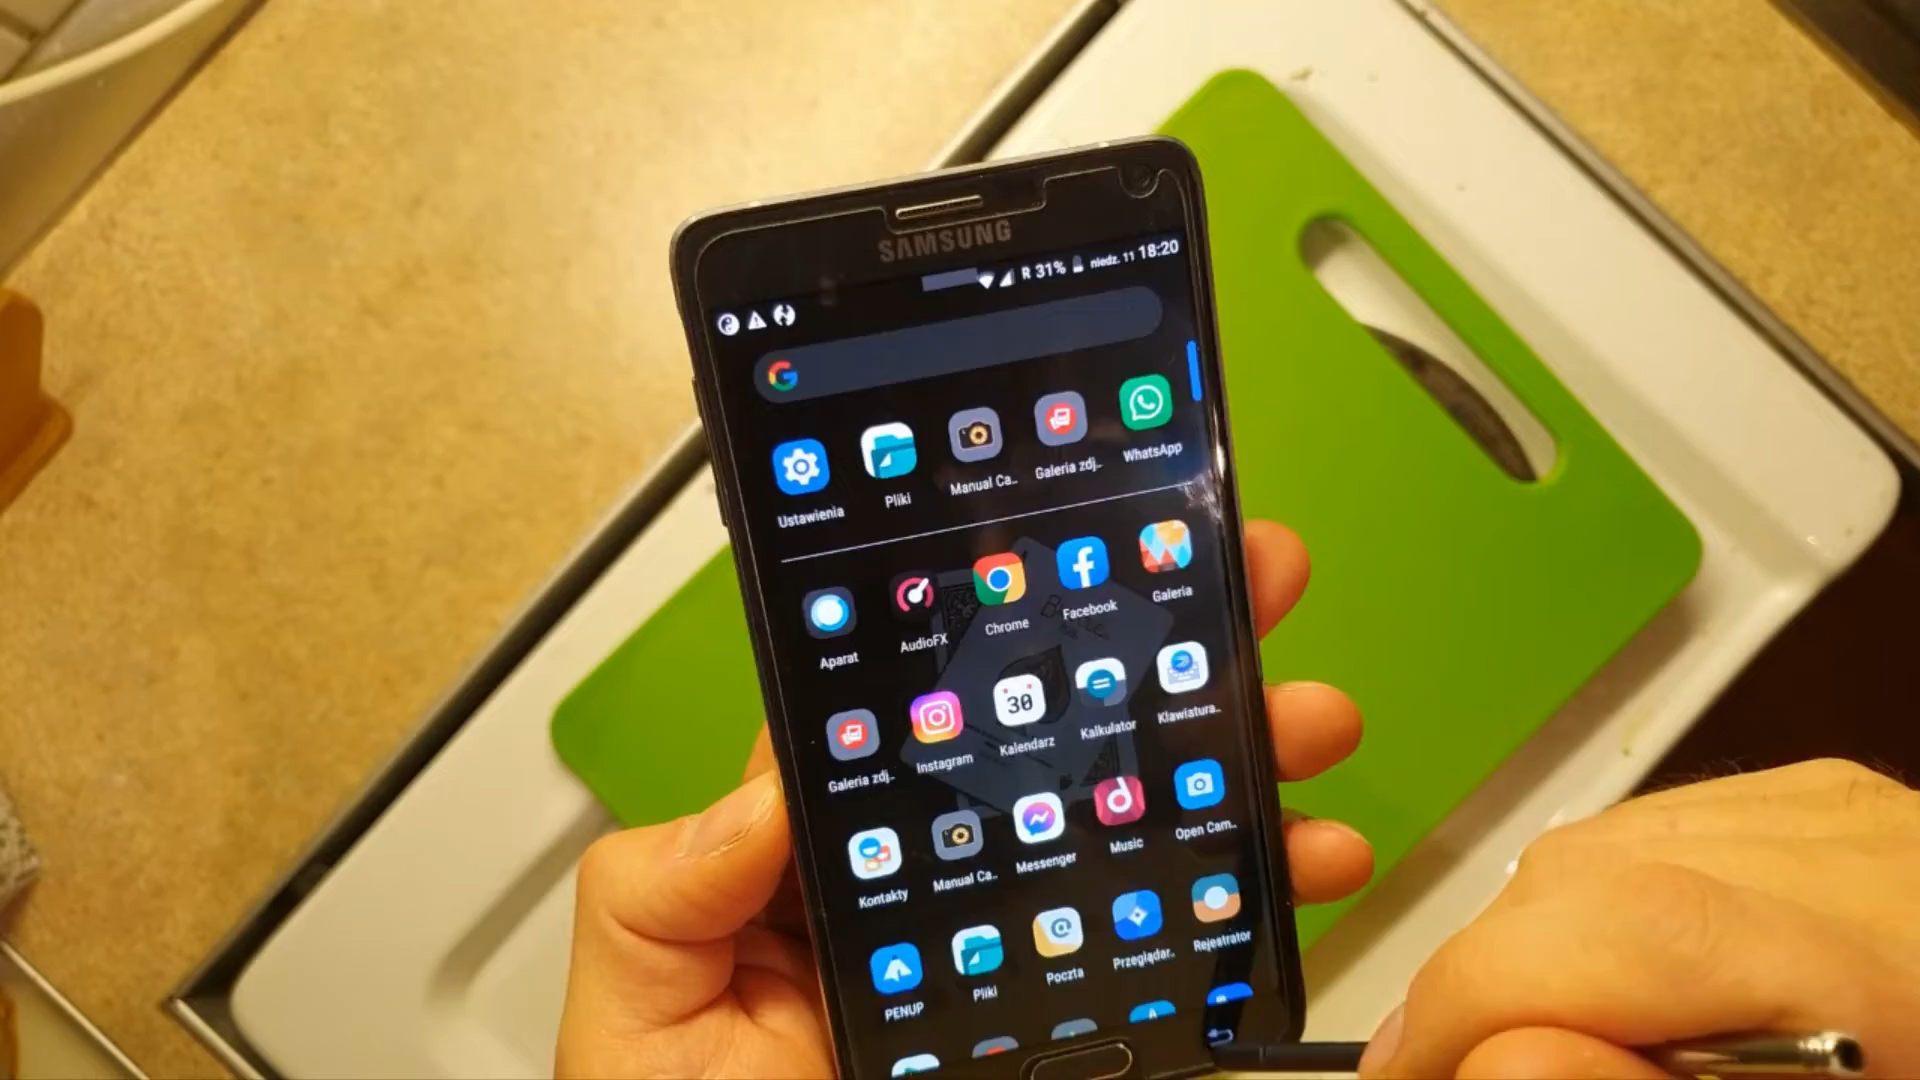 SAMSUNG
R 31% niedz. 11 18:20
Ustawienia
Pliki
Manual Ca..
Galeria zdj..
WhatsApp
Aparat
AudioFX
Chrome
Facebook
Galeria
Galeria zdj..
Instagram
30
Kalendarz
Kalkulator
Klawiatura..
Kontakty
Manual Ca..
Messenger
Music
Open Cam..
PENUP
Pliki
Poczta
Przeglądar..
Rejestrator